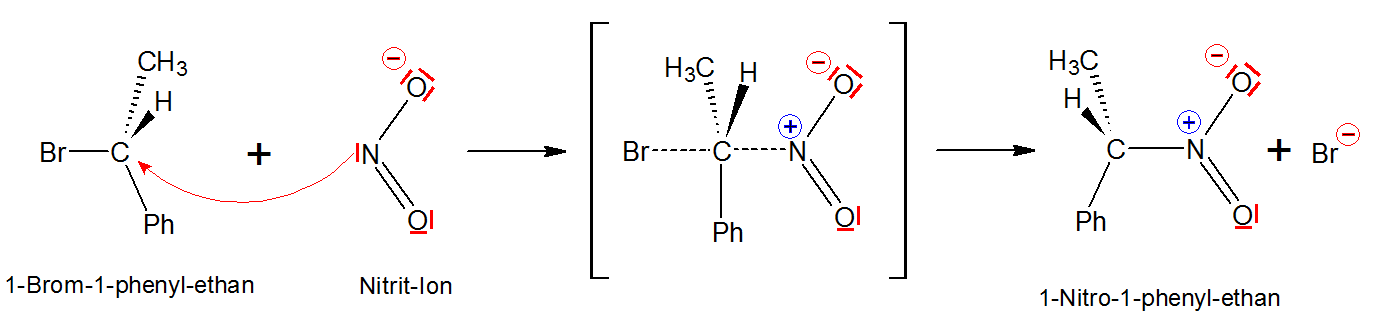 CH₃
H
Br
C
Ph
+
N
O
O
−
1-Brom-1-phenyl-ethan
Nitrit-Ion
H₃C
H
Br
C
N
O
O
Ph
+
−
H₃C
H
C
N
O
O
Ph
+
−
+
Br
−
1-Nitro-1-phenyl-ethan